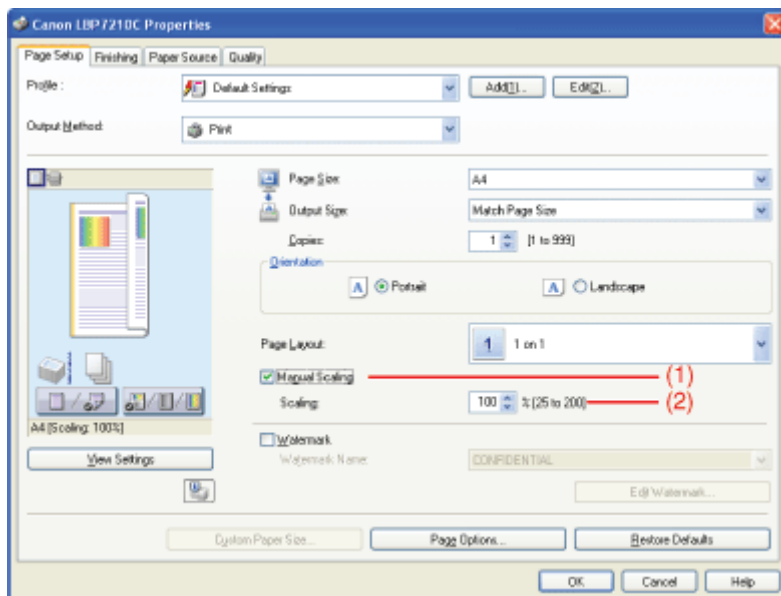 Canon LBP7210C Properties
Page Setup Finishing Paper Source Quality
Profile : Default Settings Add(1)... Edit(2)...
Output Method: Print
Page Size: A4
Output Size: Match Page Size
Copies: 1 [1 to 999]
Orientation
A Portrait A Landscape
Page Layout: 1 1 on 1
Manual Scaling (1)
Scaling: 100 % [25 to 200] (2)
A4 [Scaling: 100%]
Watermark
View Settings
Watermark Name: CONFIDENTIAL
Edit Watermark...
Custom Paper Size... Page Options... Restore Defaults
OK Cancel Help